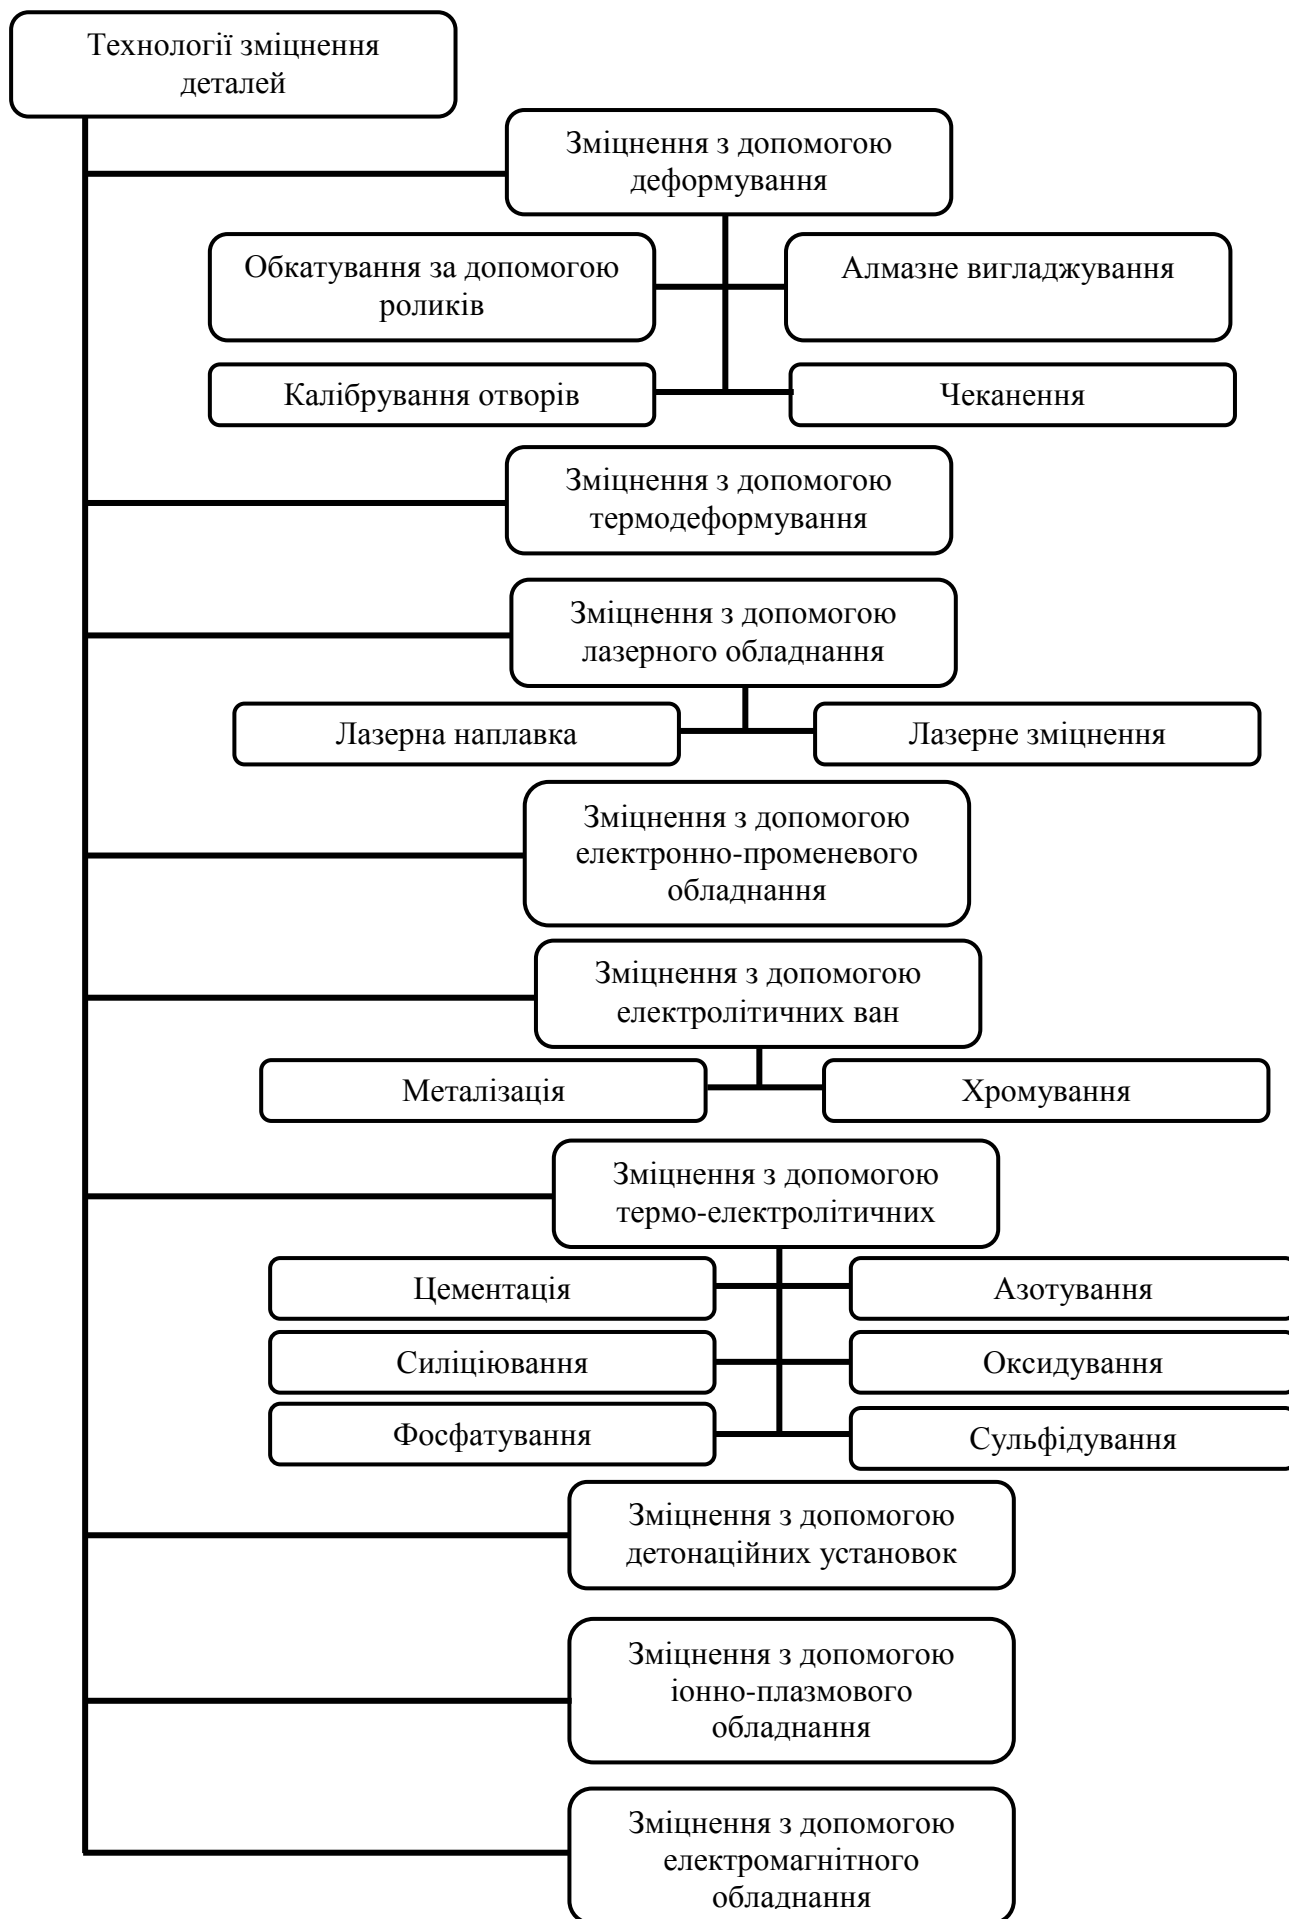 Технології зміцнення
деталей
Зміцнення з допомогою
деформування
Обкатування за допомогою
роликів
Алмазне вигладжування
Калібрування отворів
Чеканення
Зміцнення з допомогою
термодеформування
Зміцнення з допомогою
лазерного обладнання
Лазерна наплавка
Лазерне зміцнення
Зміцнення з допомогою
електронно-променевого
обладнання
Зміцнення з допомогою
електролітичних ван
Металізація
Хромування
Зміцнення з допомогою
термо-електролітичних
Цементація
Азотування
Силіціювання
Оксидування
Фосфатування
Сульфідування
Зміцнення з допомогою
детонаційних установок
Зміцнення з допомогою
іонно-плазмового
обладнання
Зміцнення з допомогою
електромагнітного
обладнання